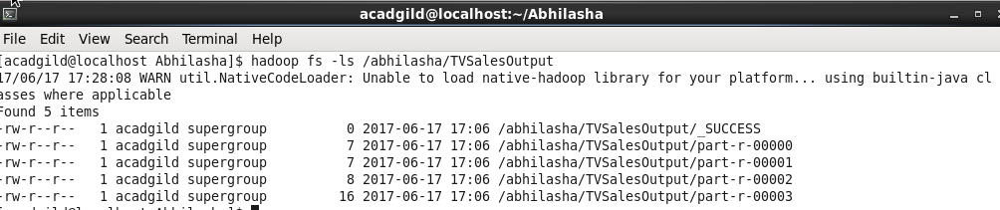 acadgild@localhost:~/Abhilasha
File Edit View Search Terminal Help
[acadgild@localhost Abhilasha]$ hadoop fs -ls /abhilasha/TVSalesOutput
17/06/17 17:28:08 WARN util.NativeCodeLoader: Unable to load native-hadoop library for your platform... using builtin-java cl
asses where applicable
Found 5 items
-rw-r--r-- 1 acadgild supergroup 0 2017-06-17 17:06 /abhilasha/TVSalesOutput/_SUCCESS
-rw-r--r-- 1 acadgild supergroup 7 2017-06-17 17:06 /abhilasha/TVSalesOutput/part-r-00000
-rw-r--r-- 1 acadgild supergroup 7 2017-06-17 17:06 /abhilasha/TVSalesOutput/part-r-00001
-rw-r--r-- 1 acadgild supergroup 8 2017-06-17 17:06 /abhilasha/TVSalesOutput/part-r-00002
-rw-r--r-- 1 acadgild supergroup 16 2017-06-17 17:06 /abhilasha/TVSalesOutput/part-r-00003
[acadgild@localhost Abhilasha]$